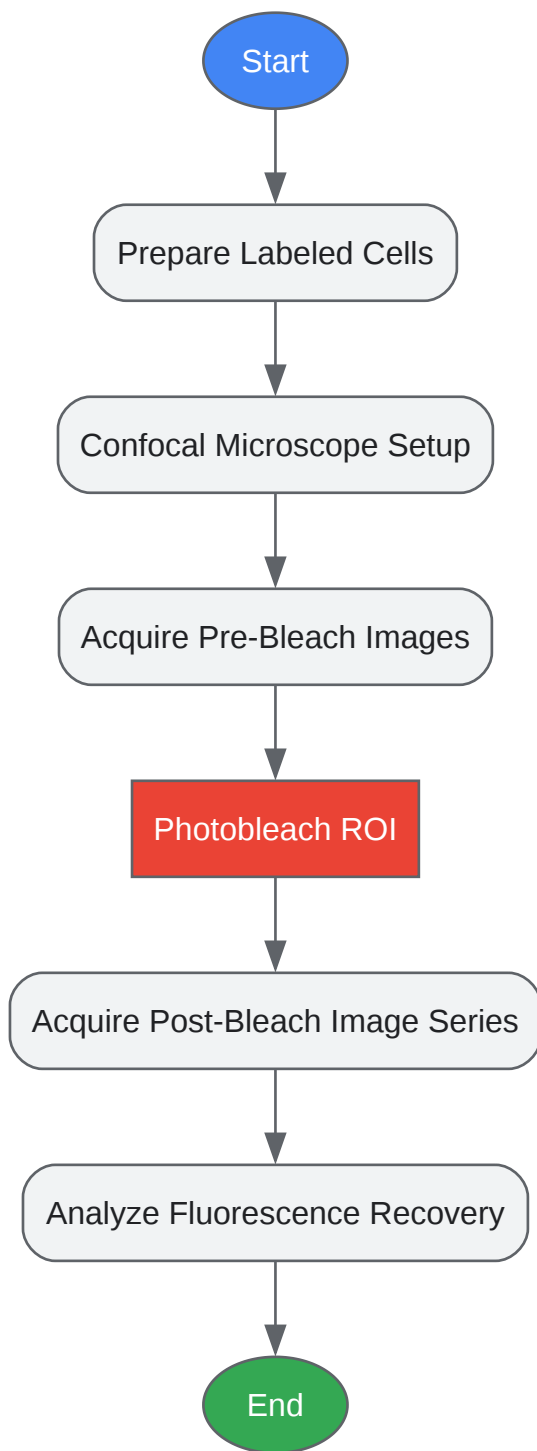 Start
Prepare Labeled Cells
Confocal Microscope Setup
Acquire Pre-Bleach Images
Photobleach ROI
Acquire Post-Bleach Image Series
Analyze Fluorescence Recovery
End